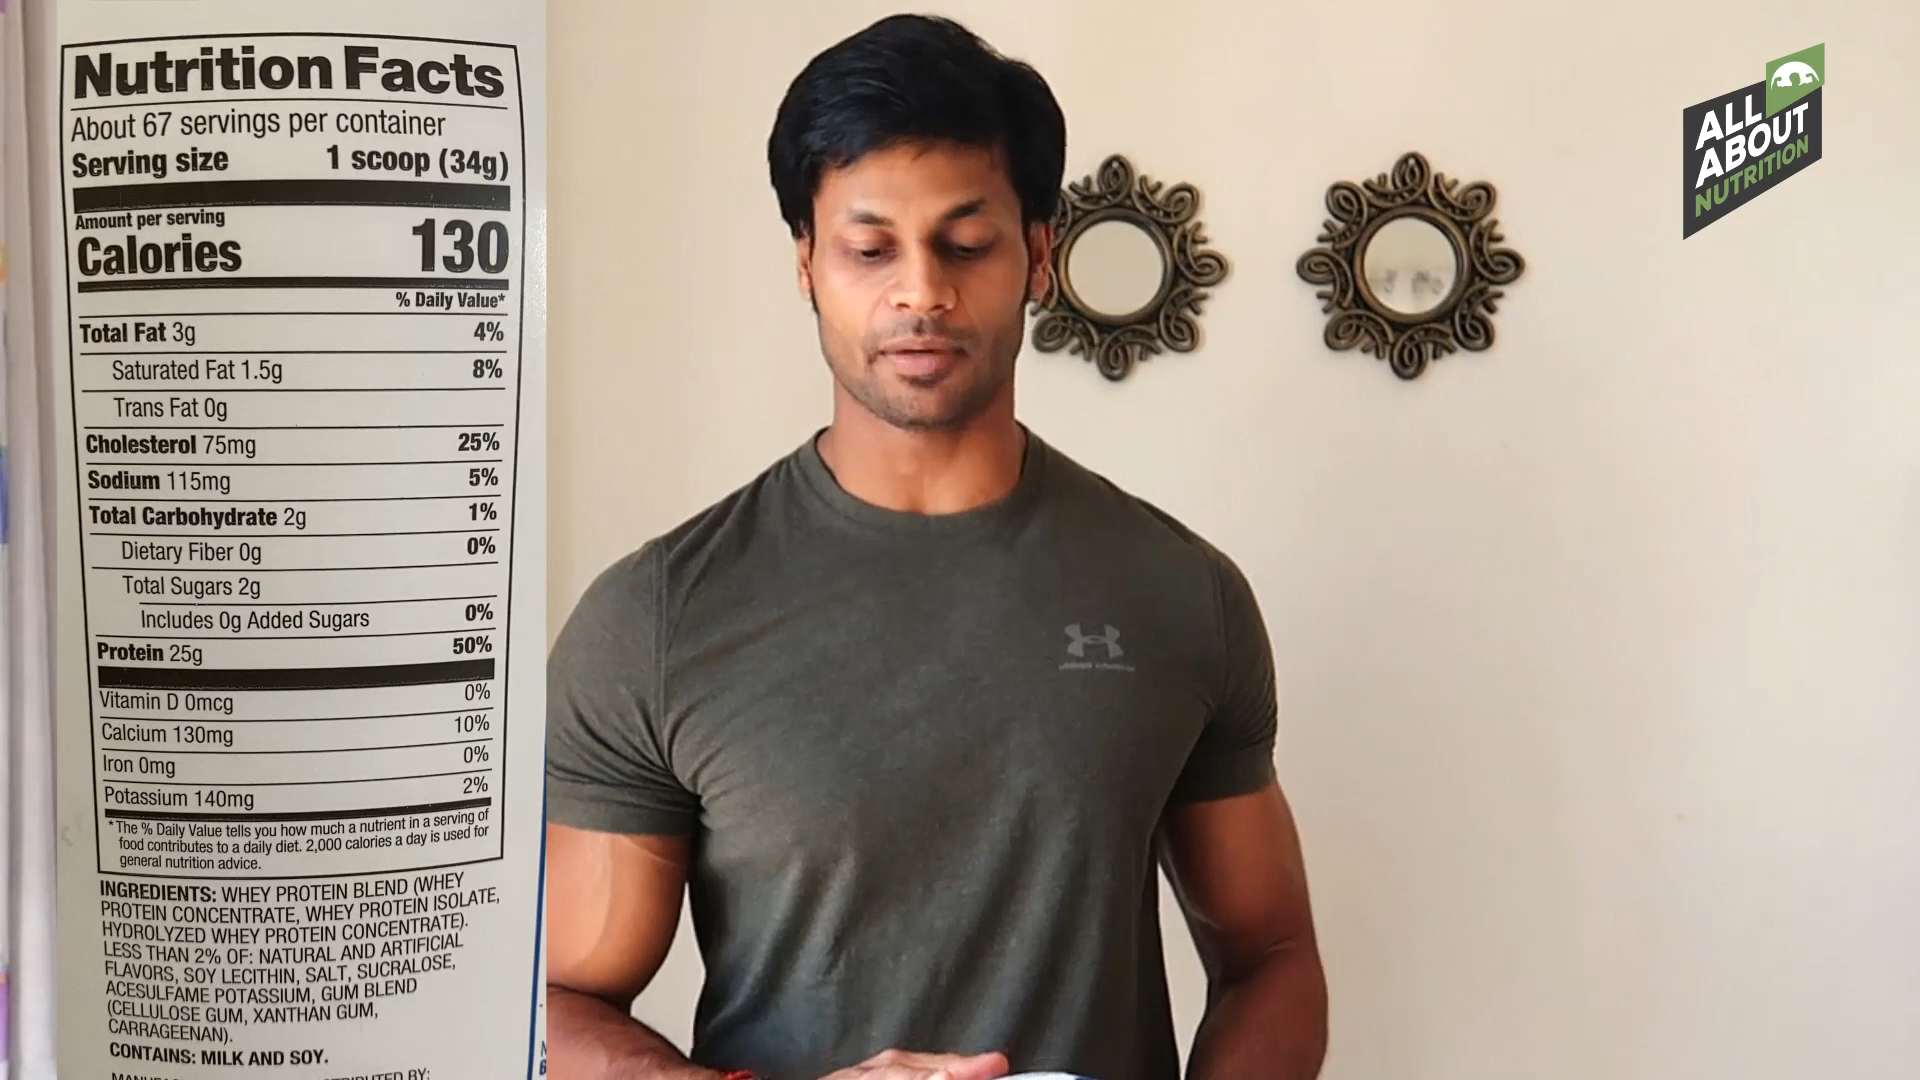 Nutrition Facts
About 67 servings per container
Serving size 1 scoop (34g)
Amount per serving
Calories 130
% Daily Value*
Total Fat 3g 4%
Saturated Fat 1.5g 8%
Trans Fat 0g
Cholesterol 75mg 25%
Sodium 115mg 5%
Total Carbohydrate 2g 1%
Dietary Fiber 0g 0%
Total Sugars 2g
Includes 0g Added Sugars 0%
Protein 25g 50%
Vitamin D 0mcg 0%
Calcium 130mg 10%
Iron 0mg 0%
Potassium 140mg 2%
*The % Daily Value tells you how much a nutrient in a serving of
food contributes to a daily diet. 2,000 calories a day is used for
general nutrition advice.
INGREDIENTS: WHEY PROTEIN BLEND (WHEY
PROTEIN CONCENTRATE, WHEY PROTEIN ISOLATE,
HYDROLYZED WHEY PROTEIN CONCENTRATE).
LESS THAN 2% OF: NATURAL AND ARTIFICIAL
FLAVORS, SOY LECITHIN, SALT, SUCRALOSE,
ACESULFAME POTASSIUM, GUM BLEND
(CELLULOSE GUM, XANTHAN GUM,
CARRAGEENAN).
CONTAINS: MILK AND SOY.
BY:
ALL
ABOUT
NUTRITION
UNDER ARMOUR